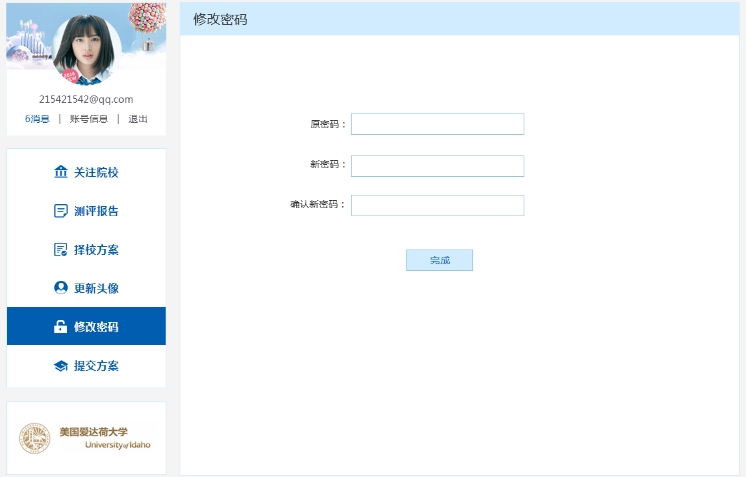 215421542@qq.com
6消息 | 账号信息 | 退出
关注院校
测评报告
择校方案
更新头像
修改密码
提交方案
美国爱达荷大学
University of Idaho
修改密码
原密码：
新密码：
确认新密码：
完成